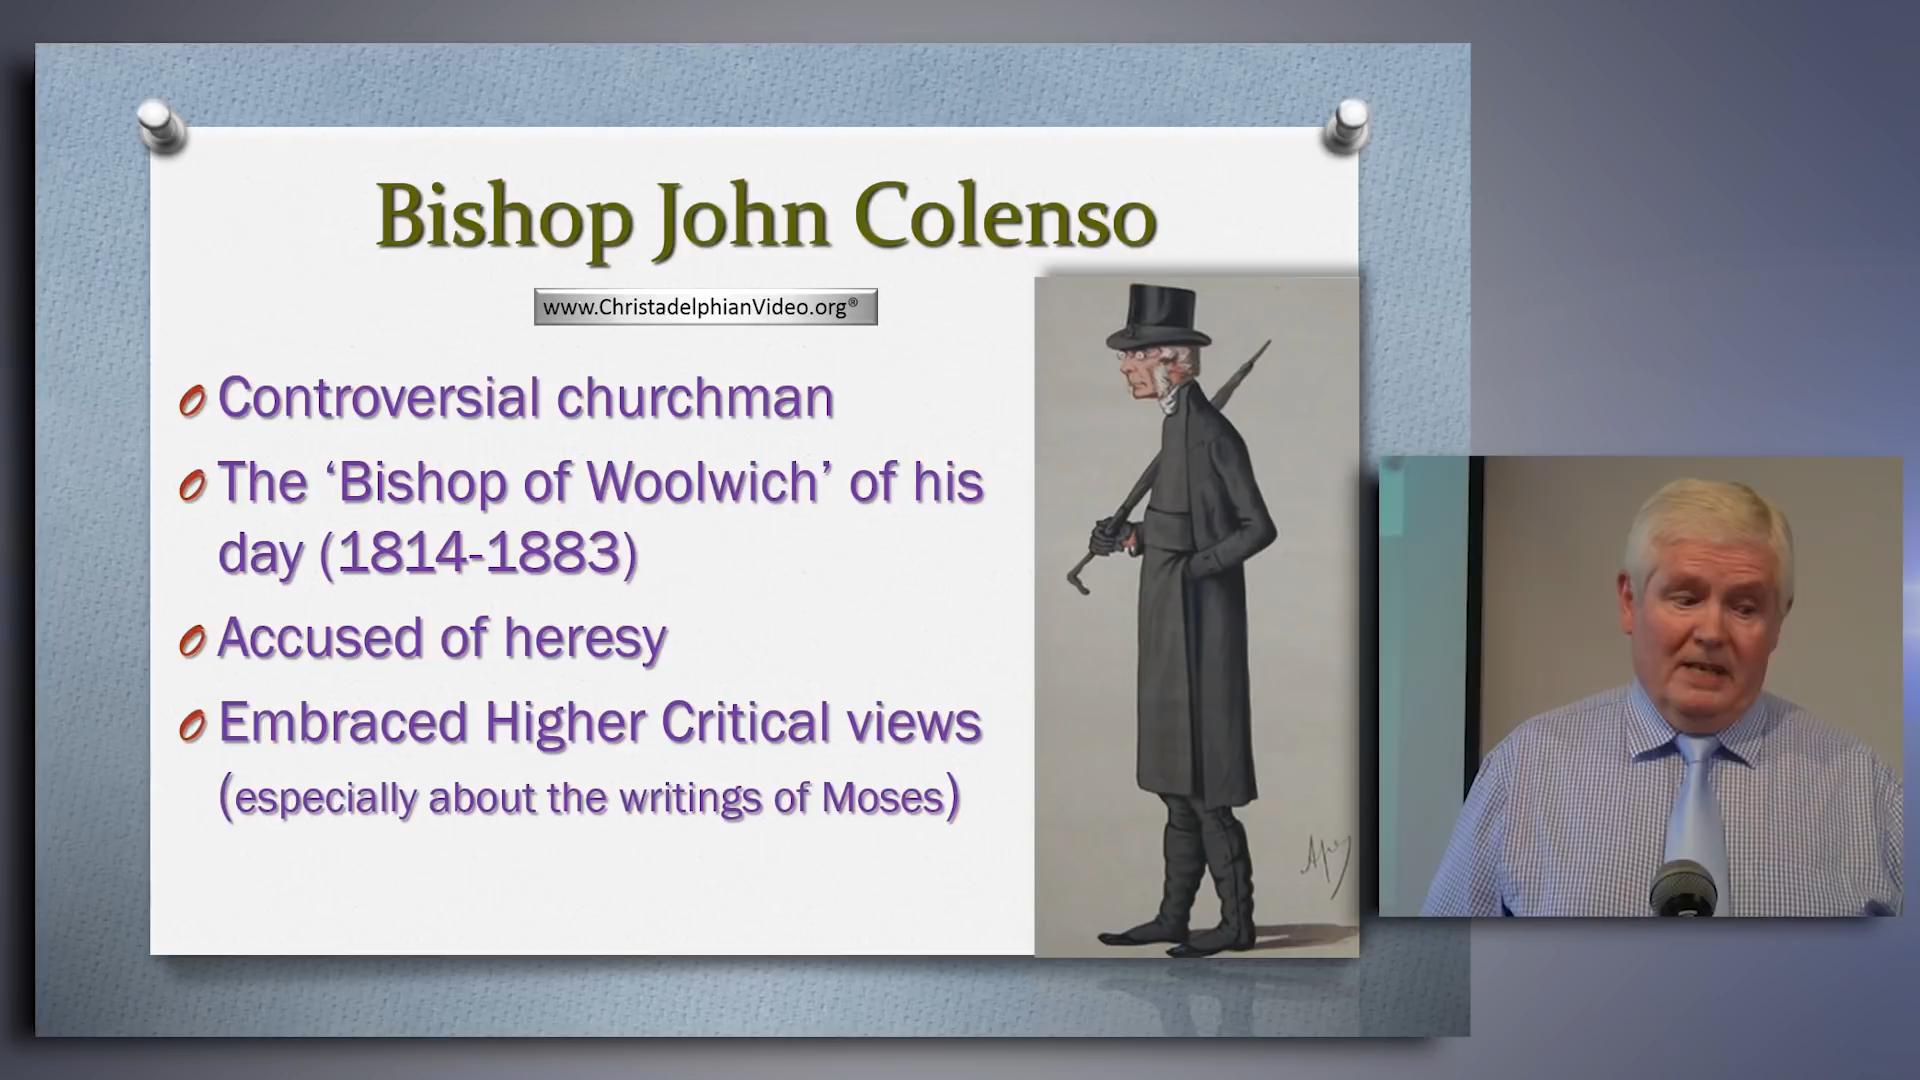 Bishop John Colenso
www.ChristadelphianVideo.org®
Controversial churchman
The ‘Bishop of Woolwich’ of his
day (1814-1883)
Accused of heresy
Embraced Higher Critical views
(especially about the writings of Moses)
Ape